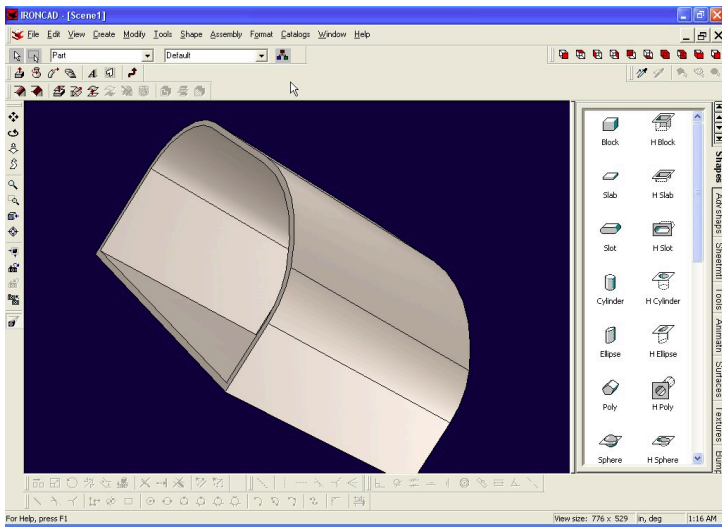 IRONCAD - [Scene1]
File Edit View Create Modify Tools Shape Assembly Format Catalogs Window Help
Part Default
Block H Block
Slab H Slab
Slot H Slot
Cylinder H Cylinder
Ellipse H Ellipse
Poly H Poly
Sphere H Sphere
Shapes
Adv shaps
Sheetmtl
Tools
Animatn
Surfaces
Textures
Bump
For Help, press F1 View size: 776 x 529 in, deg 1:16 AM